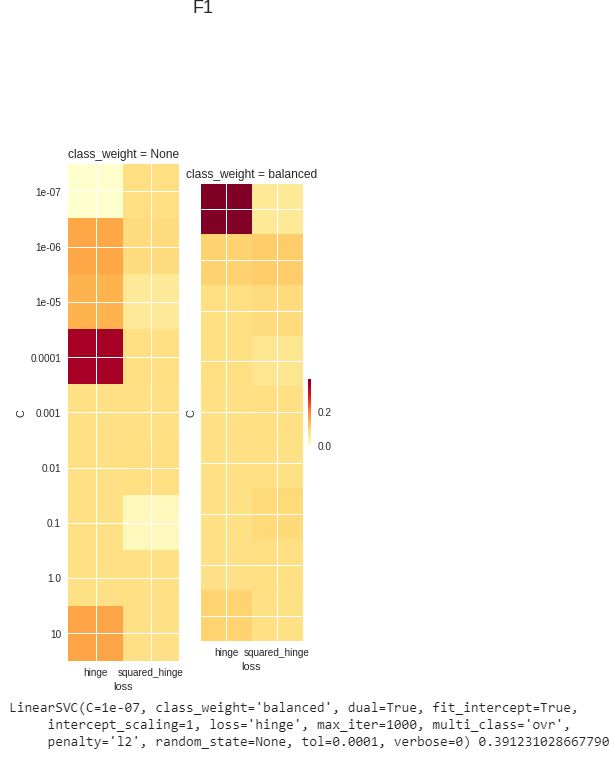 F1
class_weight = None
class_weight = balanced
1e-07
1e-06
1e-05
0.0001
0.001
0.01
0.1
1.0
10
C
C
0.2
0.0
hinge squared_hinge
loss
hinge squared_hinge
loss
LinearSVC(C=1e-07, class_weight='balanced', dual=True, fit_intercept=True,
intercept_scaling=1, loss='hinge', max_iter=1000, multi_class='ovr',
penalty='l2', random_state=None, tol=0.0001, verbose=0) 0.391231028667790